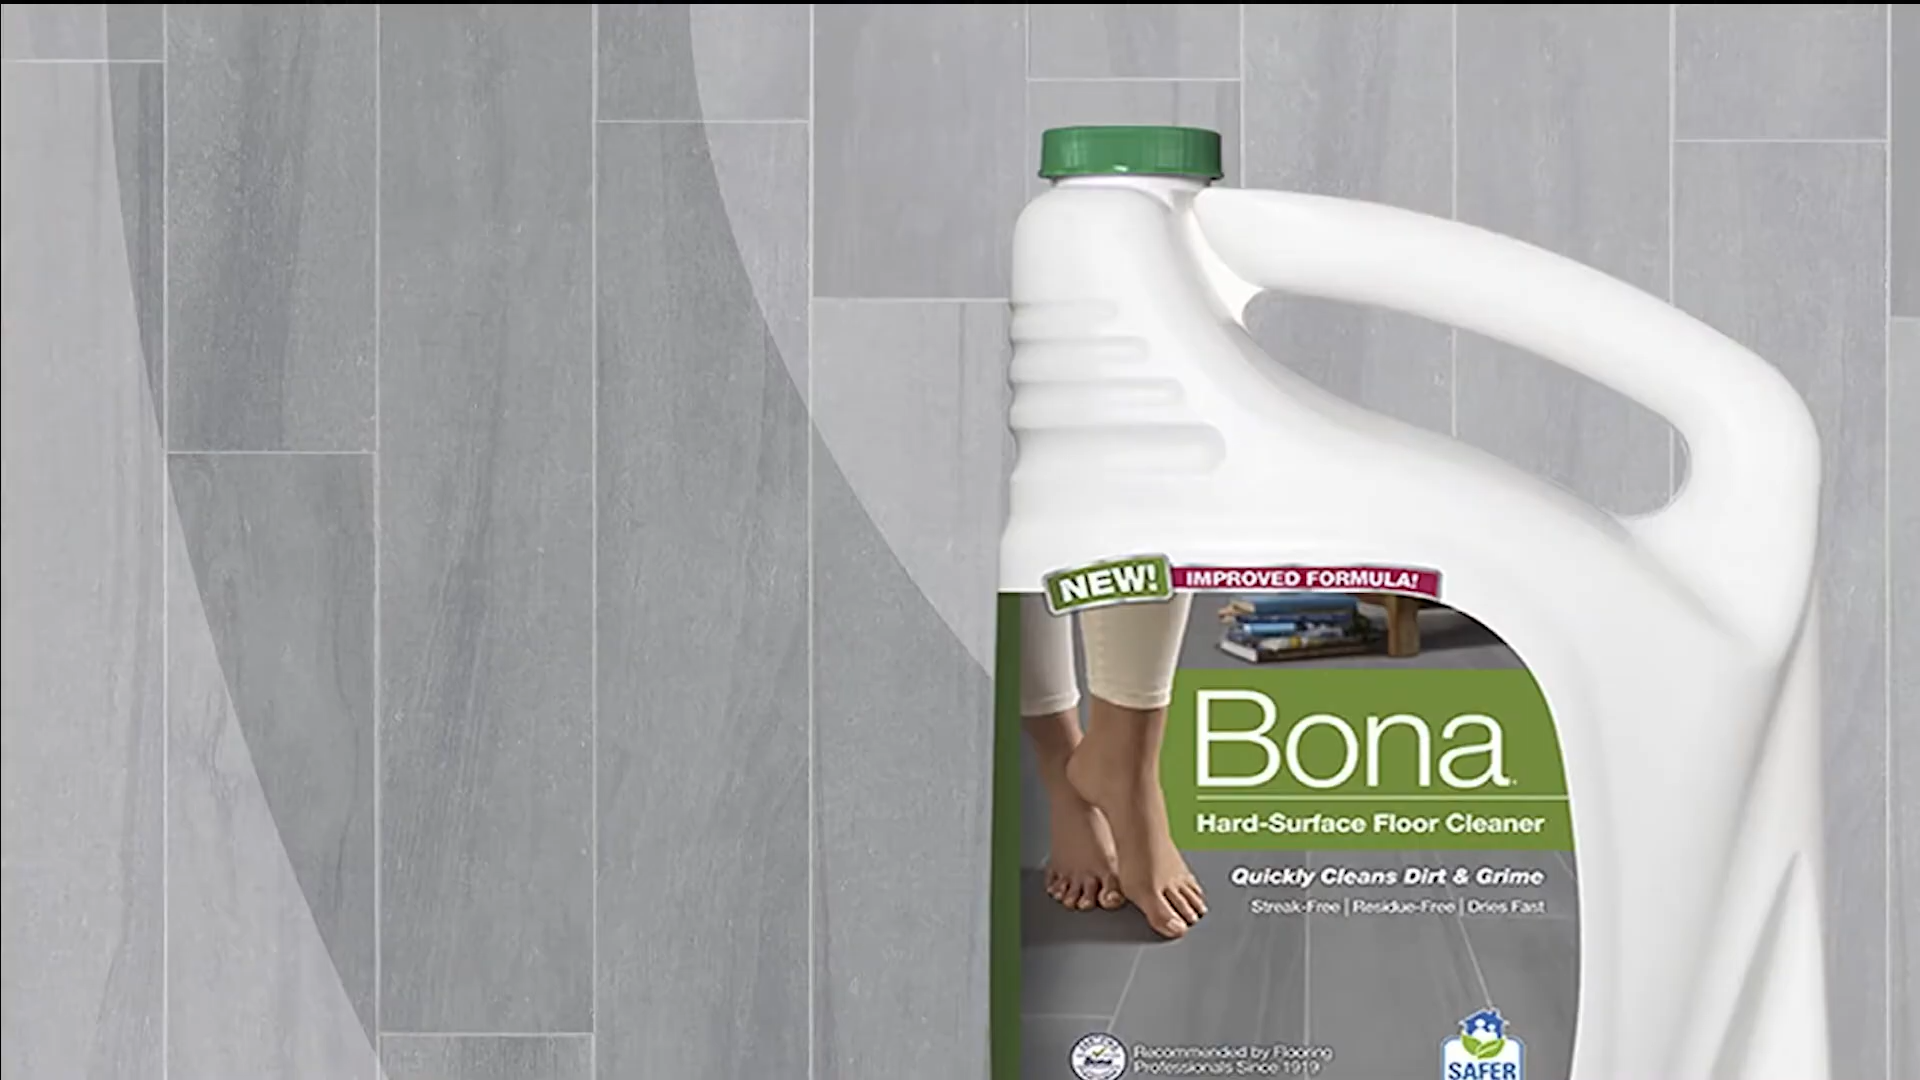 NEW! IMPROVED FORMULA!
Bona
Hard-Surface Floor Cleaner
Quickly Cleans Dirt & Grime
Streak-Free | Residue-Free | Dries Fast
Bona
Recommended by Flooring
Professionals Since 1919
SAFER